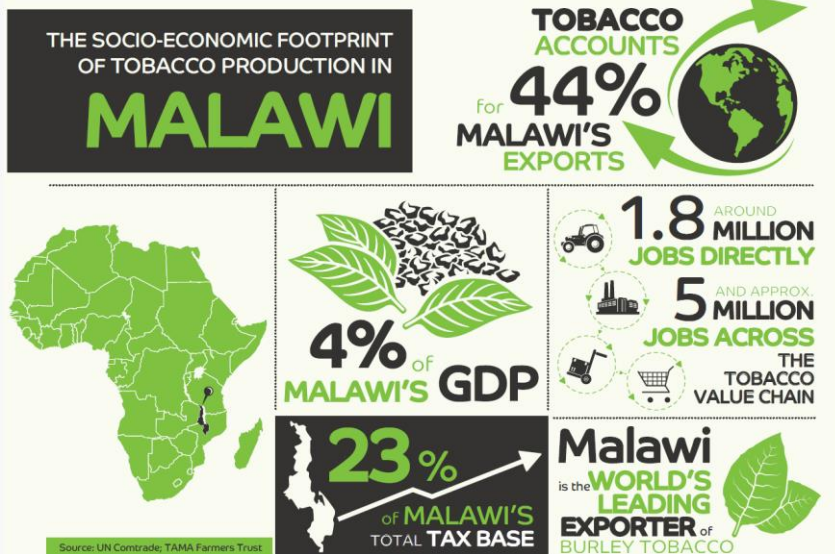 THE SOCIO-ECONOMIC FOOTPRINT
OF TOBACCO PRODUCTION IN
MALAWI
TOBACCO
ACCOUNTS
for 44%
MALAWI'S
EXPORTS
4% of
MALAWI'S GDP
1.8 AROUND
MILLION
JOBS DIRECTLY
5 AND APPROX.
MILLION
JOBS ACROSS
THE
TOBACCO
VALUE CHAIN
23%
of MALAWI'S
TOTAL TAX BASE
Malawi
is the WORLD'S
LEADING
EXPORTER of
BURLEY TOBACCO
Source: UN Comtrade; TAMA Farmers Trust